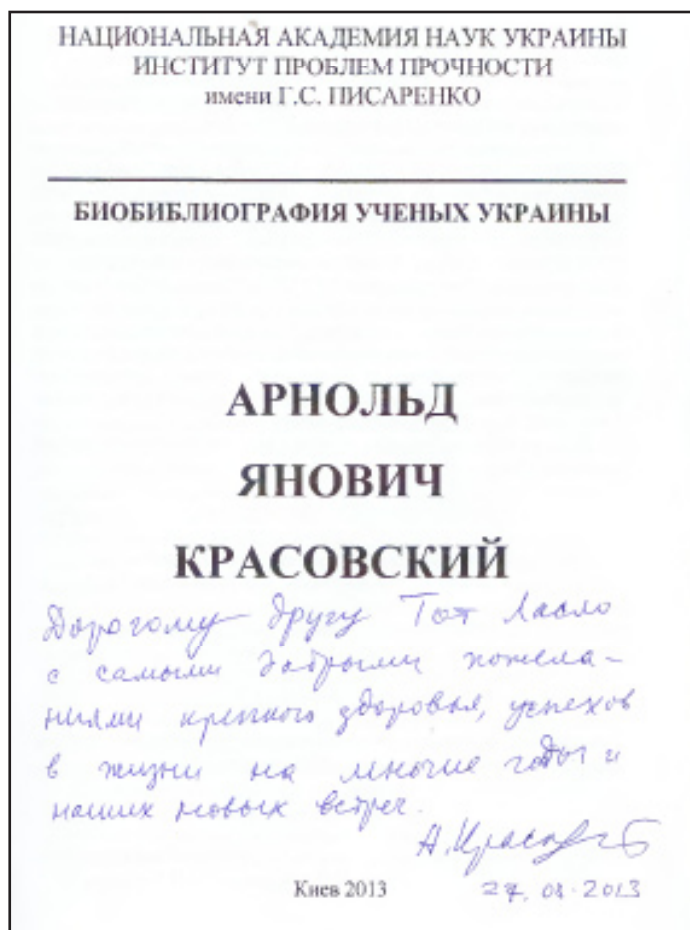 НАЦИОНАЛЬНАЯ АКАДЕМИЯ НАУК УКРАИНЫ
ИНСТИТУТ ПРОБЛЕМ ПРОЧНОСТИ
имени Г.С. ПИСАРЕНКО
БИОБИБЛИОГРАФИЯ УЧЕНЫХ УКРАИНЫ
АРНОЛЬД
ЯНОВИЧ
КРАСОВСКИЙ
Дорогому другу Тот Ласло
с самыми добрыми пожела-
ниями крепкого здоровья, успехов
в жизни на многие годы и
наших новых встреч.
Киев 2013
27.08.2013